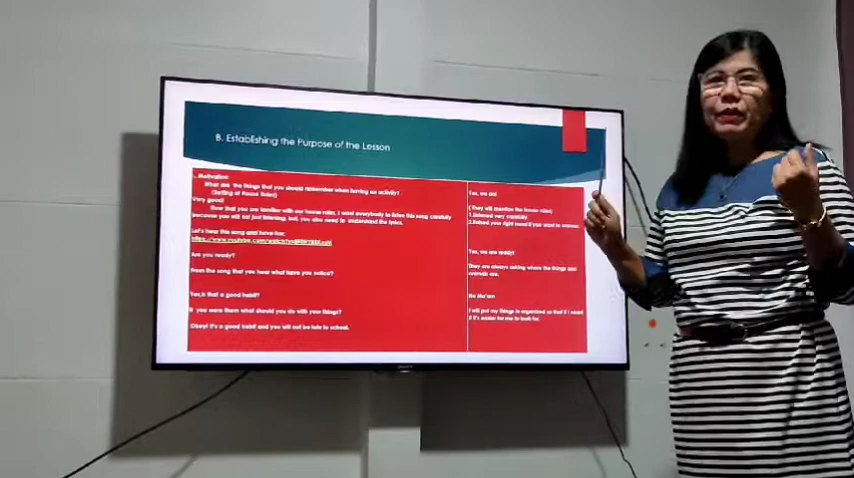 B. Establishing the Purpose of the Lesson
1. Motivation:
What are the things that you should remember when having an activity?
(Setting of House Rules)
Very good!
Now that you are familiar with our house rules, I want everybody to listen this song carefully
because you will not just listening, but, you also need to understand the lyrics.
Let's hear this song and have fun:
Are you ready?
From the song that you hear what have you notice?
Yes,is that a good habit?
If you were them what should you do with your things?
Okay! It's a good habit and you will not be late in school.
Yes, we do!
(They will mention the house rules)
1.Listened very carefully
2.Raised your right hand if you want to answer
Yes, we are ready!
They are always asking where the things and
animals are.
No Ma'am
I will put my things in organized so that if I need
it it's easier for me to look for.
SONY